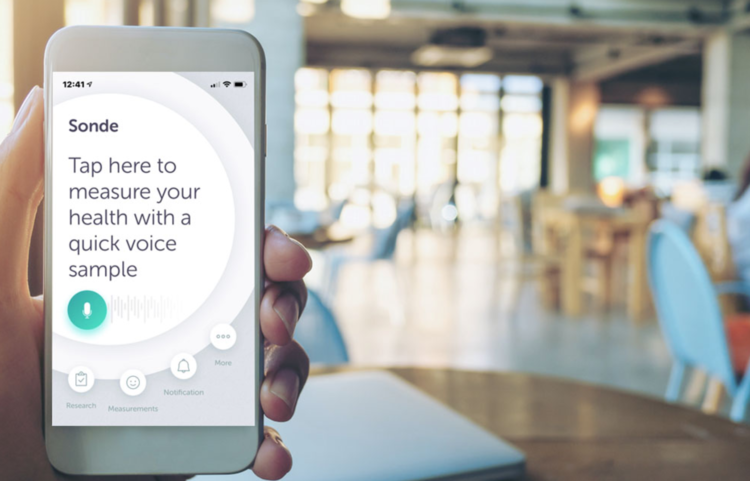 12:41
Sonde
Tap here to
measure your
health with a
quick voice
sample
More
Notification
Measurements
Research